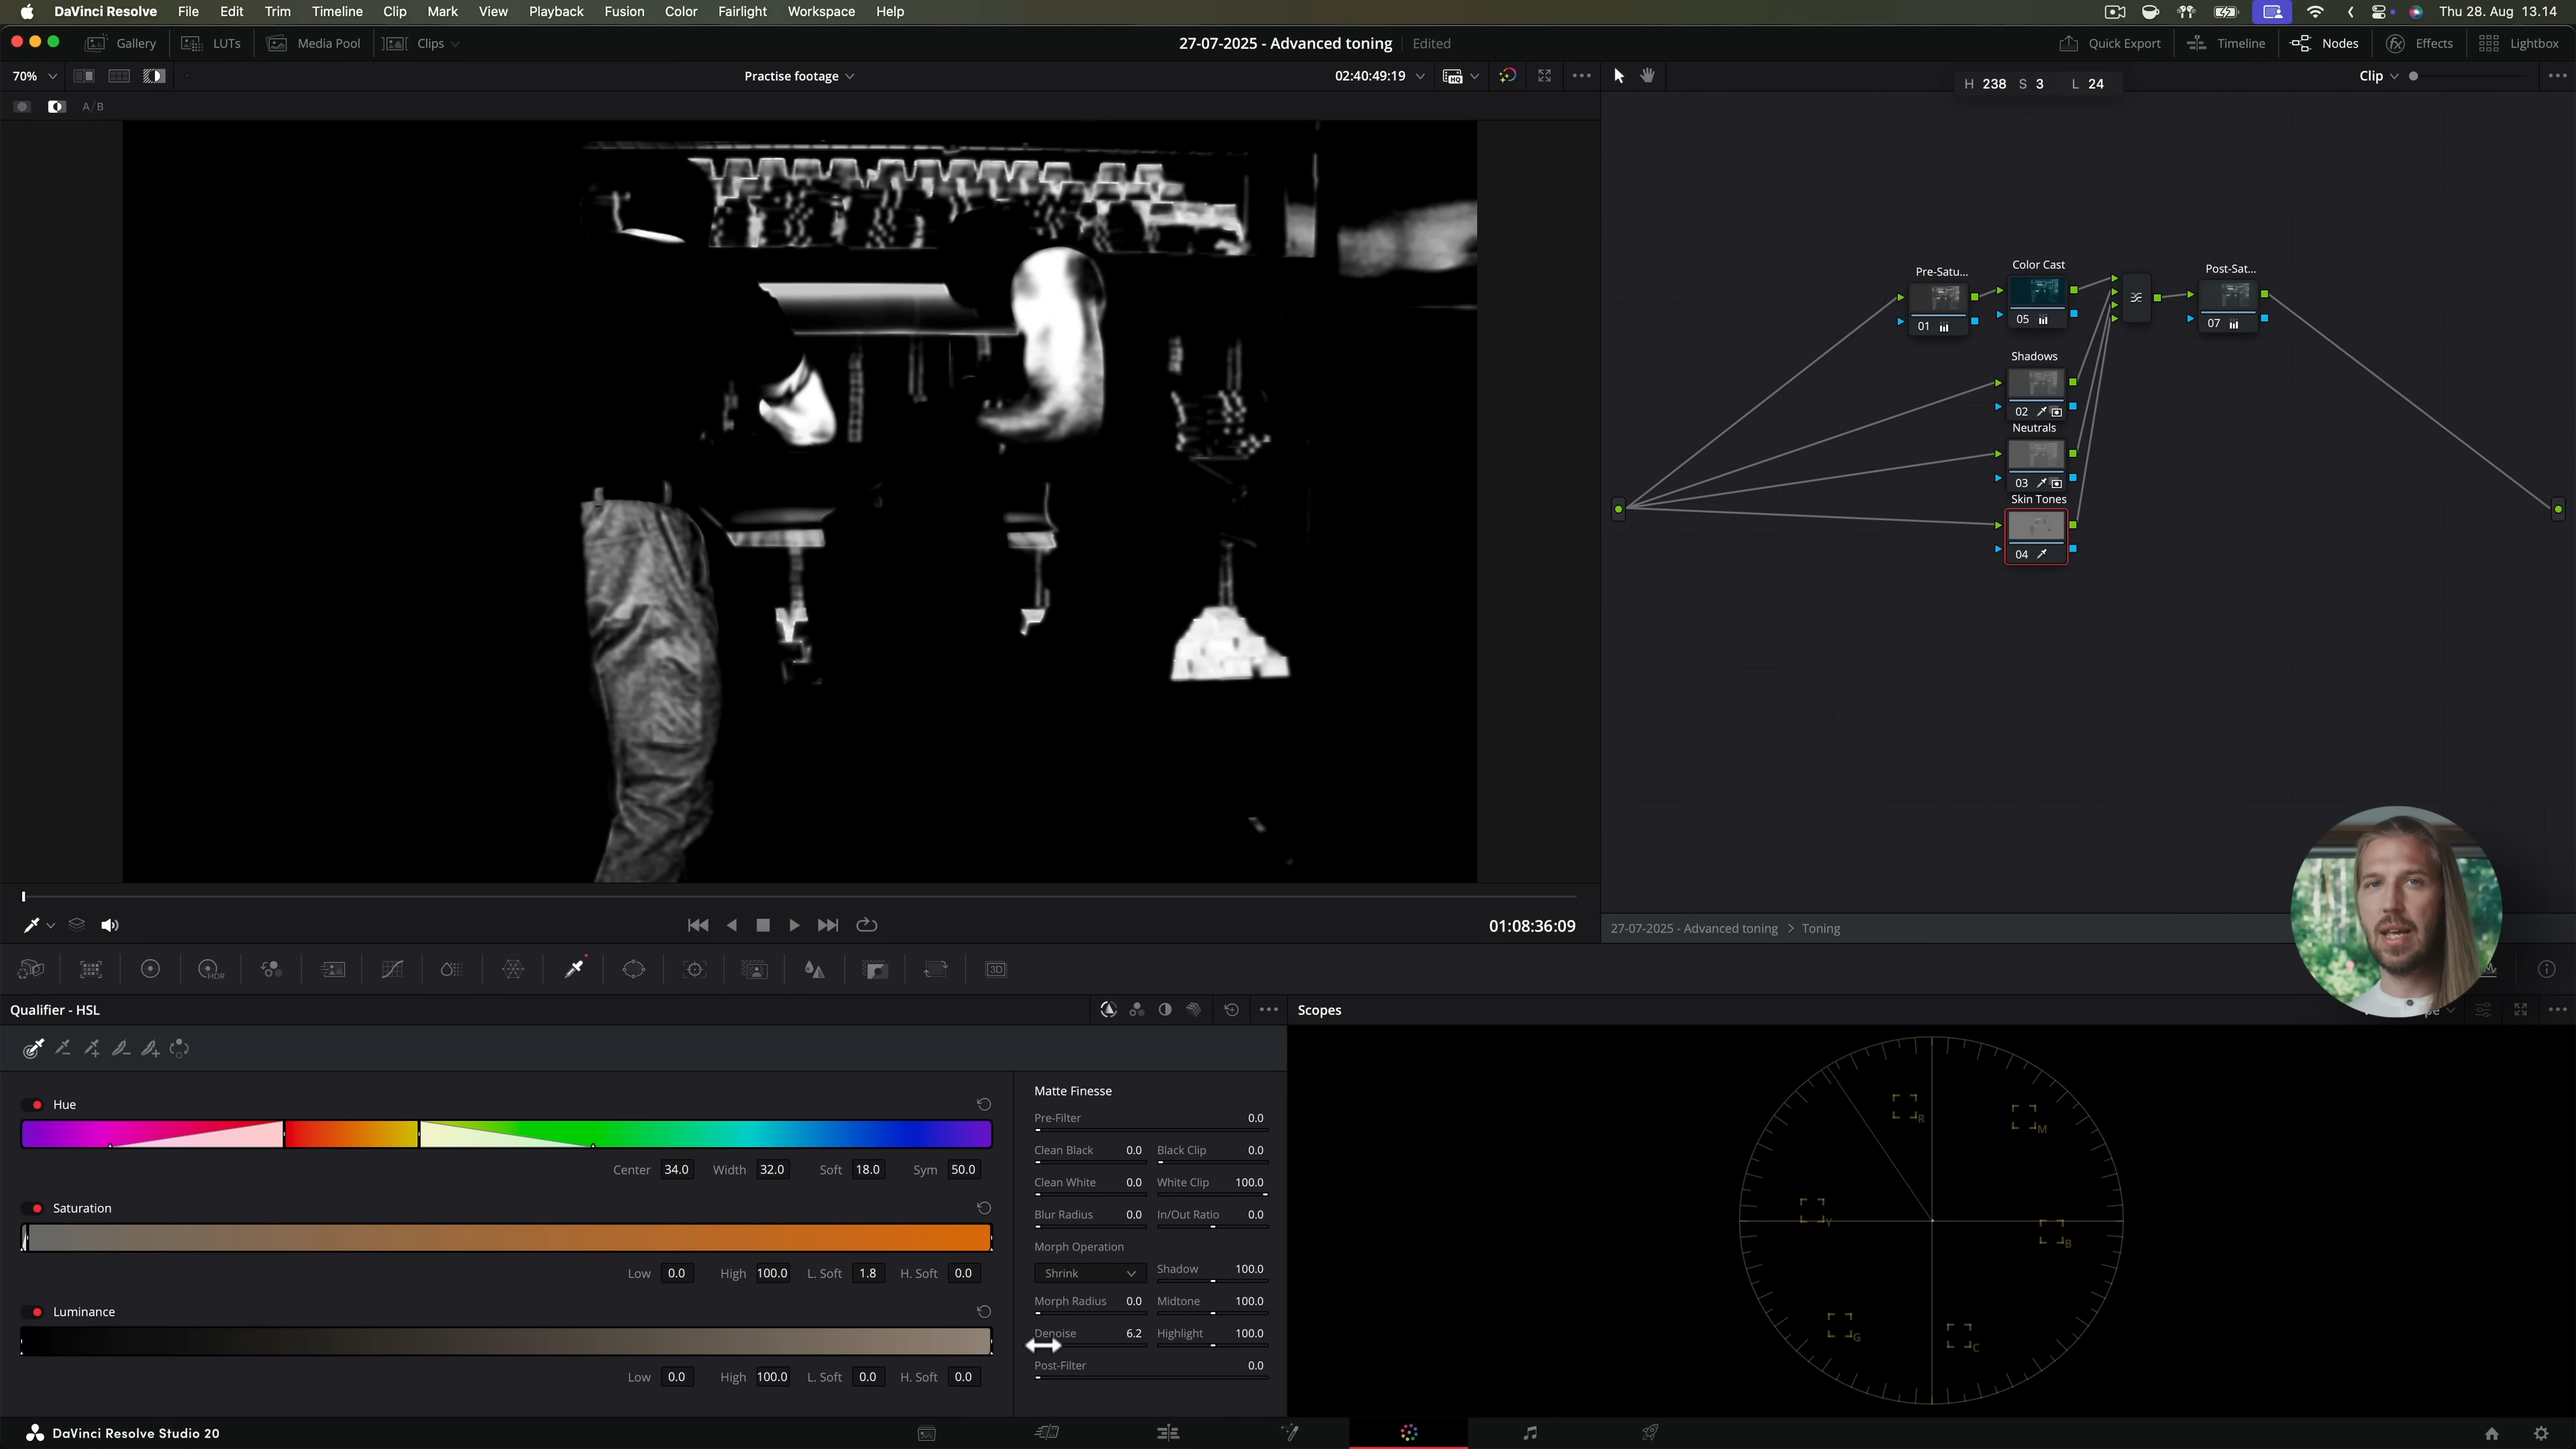 DaVinci Resolve File Edit Trim Timeline Clip Mark View Playback Fusion Color Fairlight Workspace Help Thu 28. Aug 13.14
Gallery LUTs Media Pool Clips 27-07-2025 - Advanced toning Edited Quick Export Timeline Nodes Effects Lightbox
70% Practise footage 02:40:49:19 HQ Clip
H 238 S 3 L 24
A/B
Color Cast
Pre-Satu... Post-Sat...
01 05 07
Shadows
02
Neutrals
03
Skin Tones
04
01:08:36:09
27-07-2025 - Advanced toning > Toning
HDR 3D
Qualifier - HSL Scopes
Hue
Center 34.0 Width 32.0 Soft 18.0 Sym 50.0
Saturation
Low 0.0 High 100.0 L. Soft 1.8 H. Soft 0.0
Luminance
Low 0.0 High 100.0 L. Soft 0.0 H. Soft 0.0
Matte Finesse
Pre-Filter 0.0
Clean Black 0.0 Black Clip 0.0
Clean White 0.0 White Clip 100.0
Blur Radius 0.0 In/Out Ratio 0.0
Morph Operation
Shrink Shadow 100.0
Morph Radius 0.0 Midtone 100.0
Denoise 6.2 Highlight 100.0
Post-Filter 0.0
R M
Y B
G C
DaVinci Resolve Studio 20